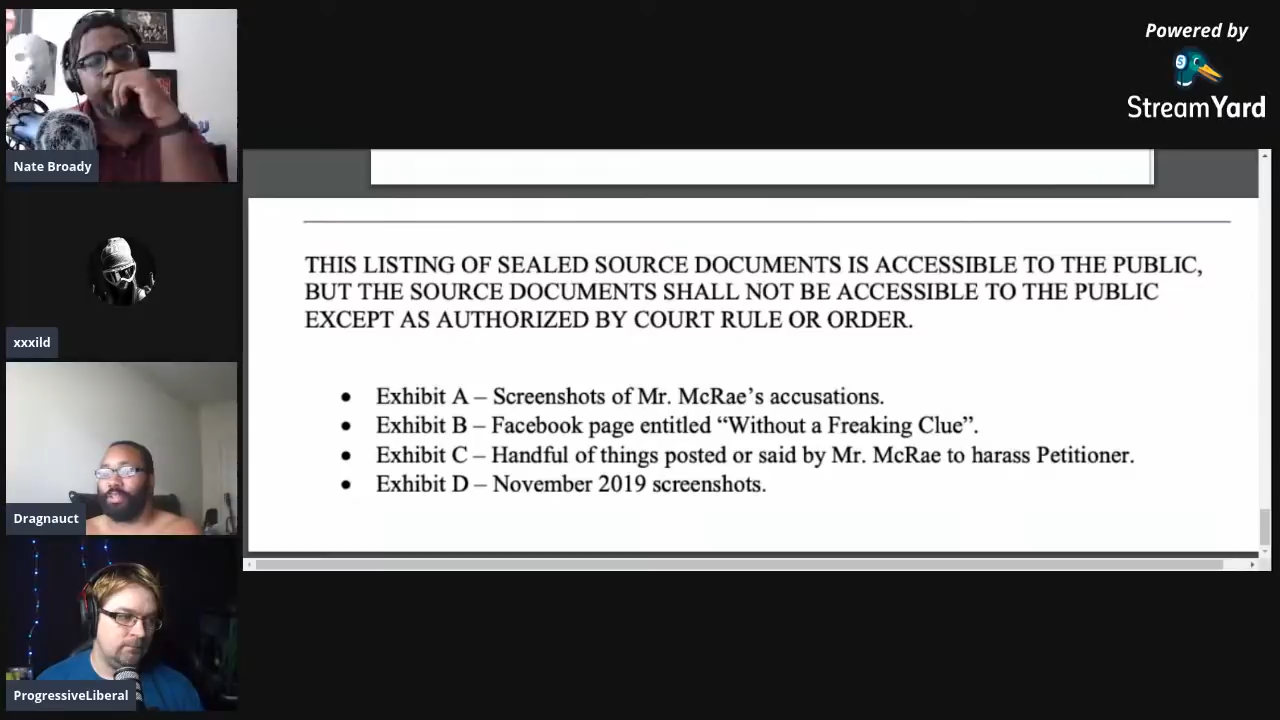 Powered by
StreamYard
Nate Broady
xxxild
Dragnauct
ProgressiveLiberal
THIS LISTING OF SEALED SOURCE DOCUMENTS IS ACCESSIBLE TO THE PUBLIC,
BUT THE SOURCE DOCUMENTS SHALL NOT BE ACCESSIBLE TO THE PUBLIC
EXCEPT AS AUTHORIZED BY COURT RULE OR ORDER.
• Exhibit A – Screenshots of Mr. McRae’s accusations.
• Exhibit B – Facebook page entitled “Without a Freaking Clue”.
• Exhibit C – Handful of things posted or said by Mr. McRae to harass Petitioner.
• Exhibit D – November 2019 screenshots.